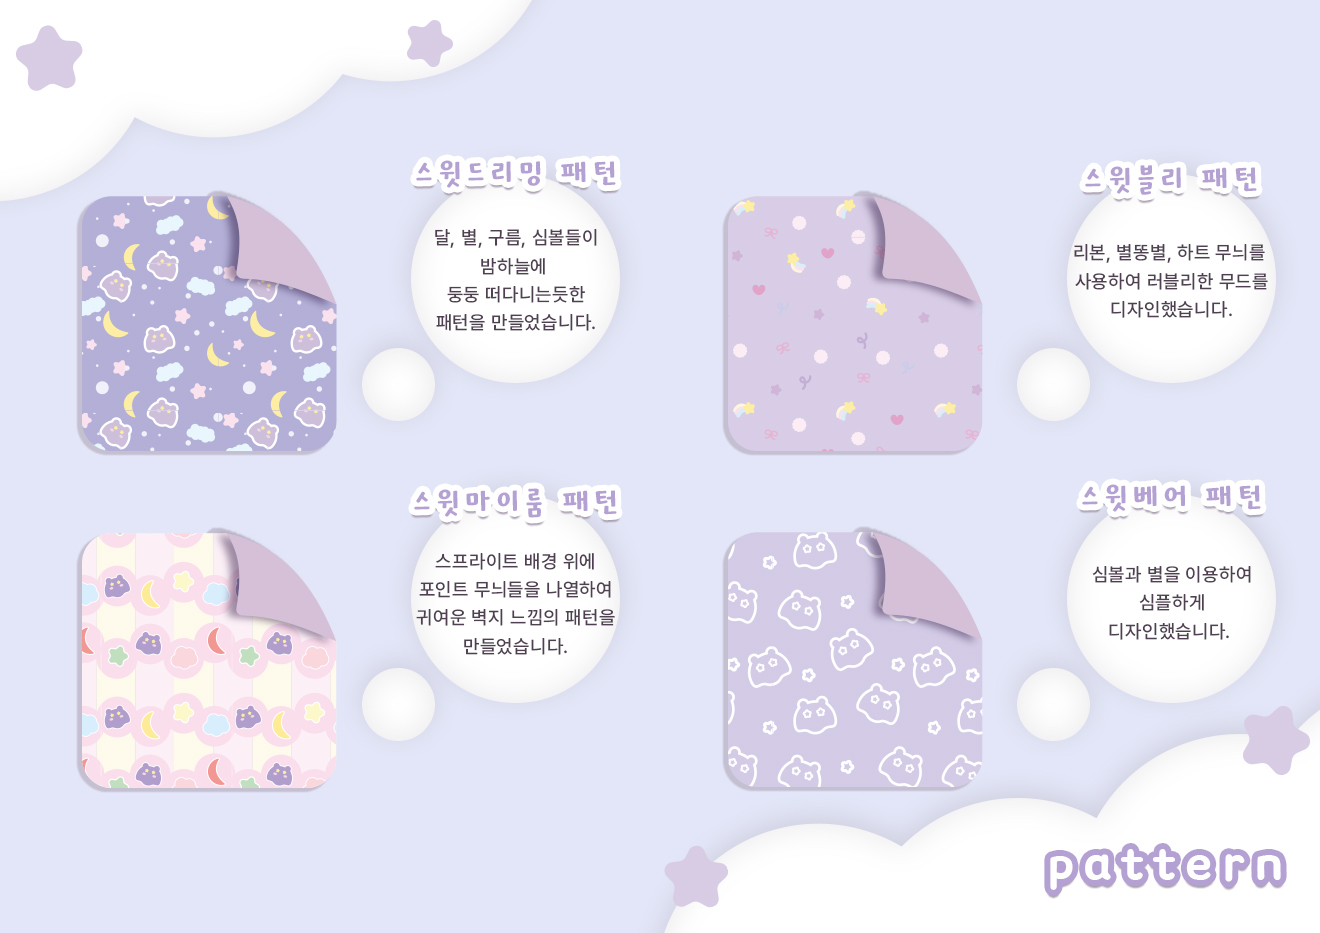 스윗드리밍 패턴
달, 별, 구름, 심볼들이
밤하늘에
둥둥 떠다니는듯한
패턴을 만들었습니다.
스윗블리 패턴
리본, 별똥별, 하트 무늬를
사용하여 러블리한 무드를
디자인했습니다.
스윗마이룸 패턴
스프라이트 배경 위에
포인트 무늬들을 나열하여
귀여운 벽지 느낌의 패턴을
만들었습니다.
스윗베어 패턴
심볼과 별을 이용하여
심플하게
디자인했습니다.
pattern